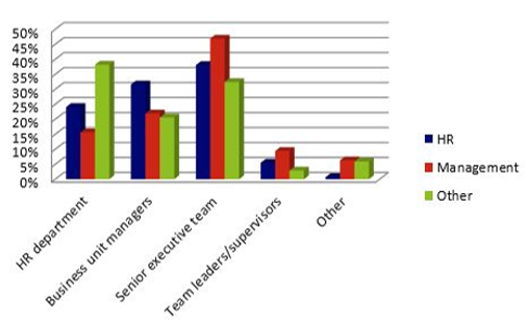 50%
45%
40%
35%
30%
25%
20%
15%
10%
5%
0%
HR department
Business unit managers
Senior executive team
Team leaders/supervisors
Other
HR
Management
Other